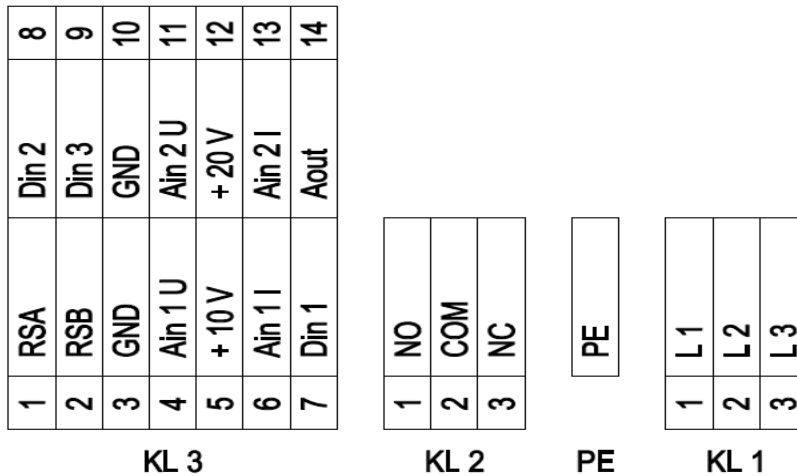 8 9 10 11 12 13 14
Din 2 Din 3 GND Ain 2 U + 20 V Ain 2 I Aout
RSA RSB GND Ain 1 U + 10 V Ain 1 I Din 1 NO COM NC PE L1 L2 L3
1 2 3 4 5 6 7 1 2 3 1 2 3
KL 3 KL 2 PE KL 1